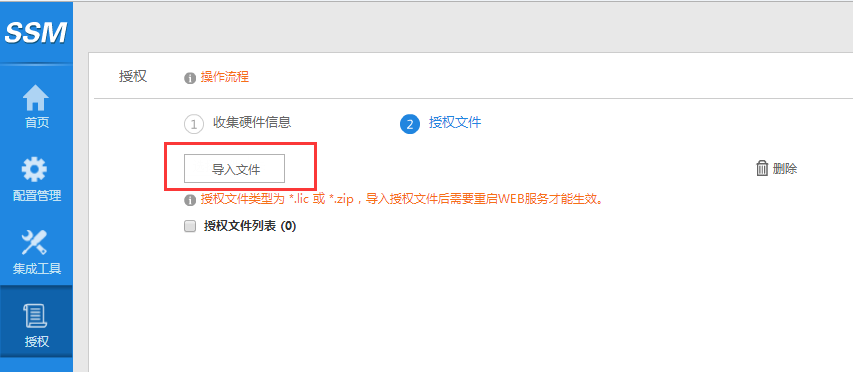 SSM
首页
配置管理
集成工具
授权
授权 操作流程
1 收集硬件信息 2 授权文件
导入文件 删除
授权文件类型为 *.lic 或 *.zip，导入授权文件后需要重启WEB服务才能生效。
授权文件列表 (0)